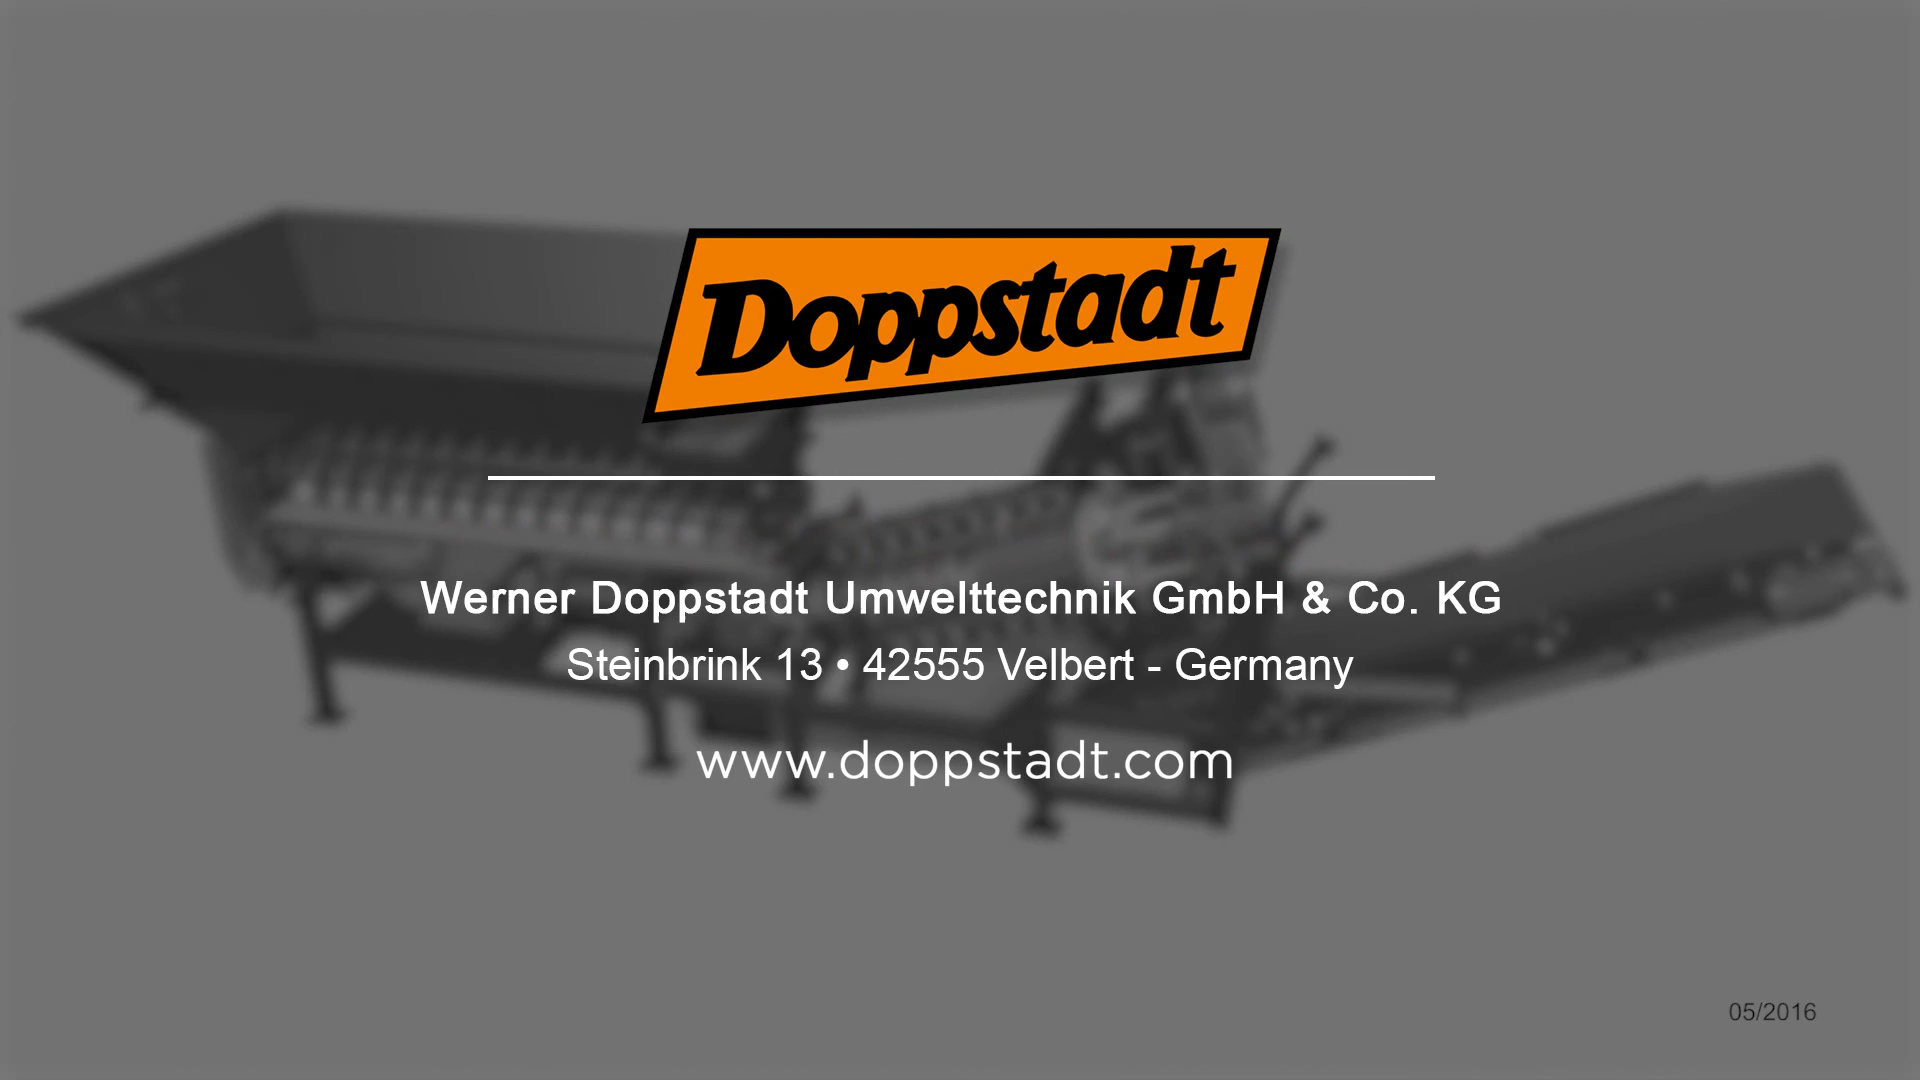 Doppstadt
Werner Doppstadt Umwelttechnik GmbH & Co. KG
Steinbrink 13 • 42555 Velbert - Germany
www.doppstadt.com
05/2016